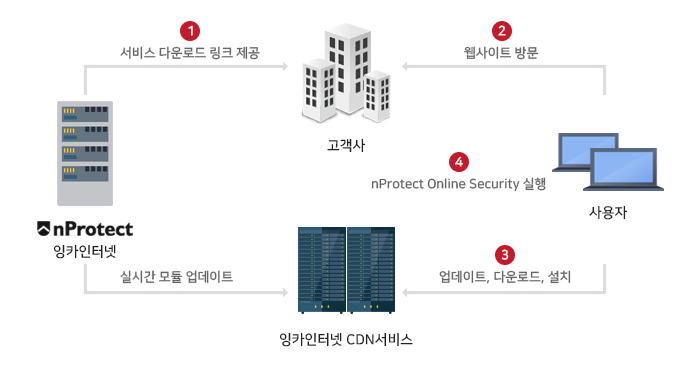 1
서비스 다운로드 링크 제공
2
웹사이트 방문
고객사
4
nProtect Online Security 실행
사용자
nProtect
잉카인터넷
실시간 모듈 업데이트
3
업데이트, 다운로드, 설치
잉카인터넷 CDN서비스